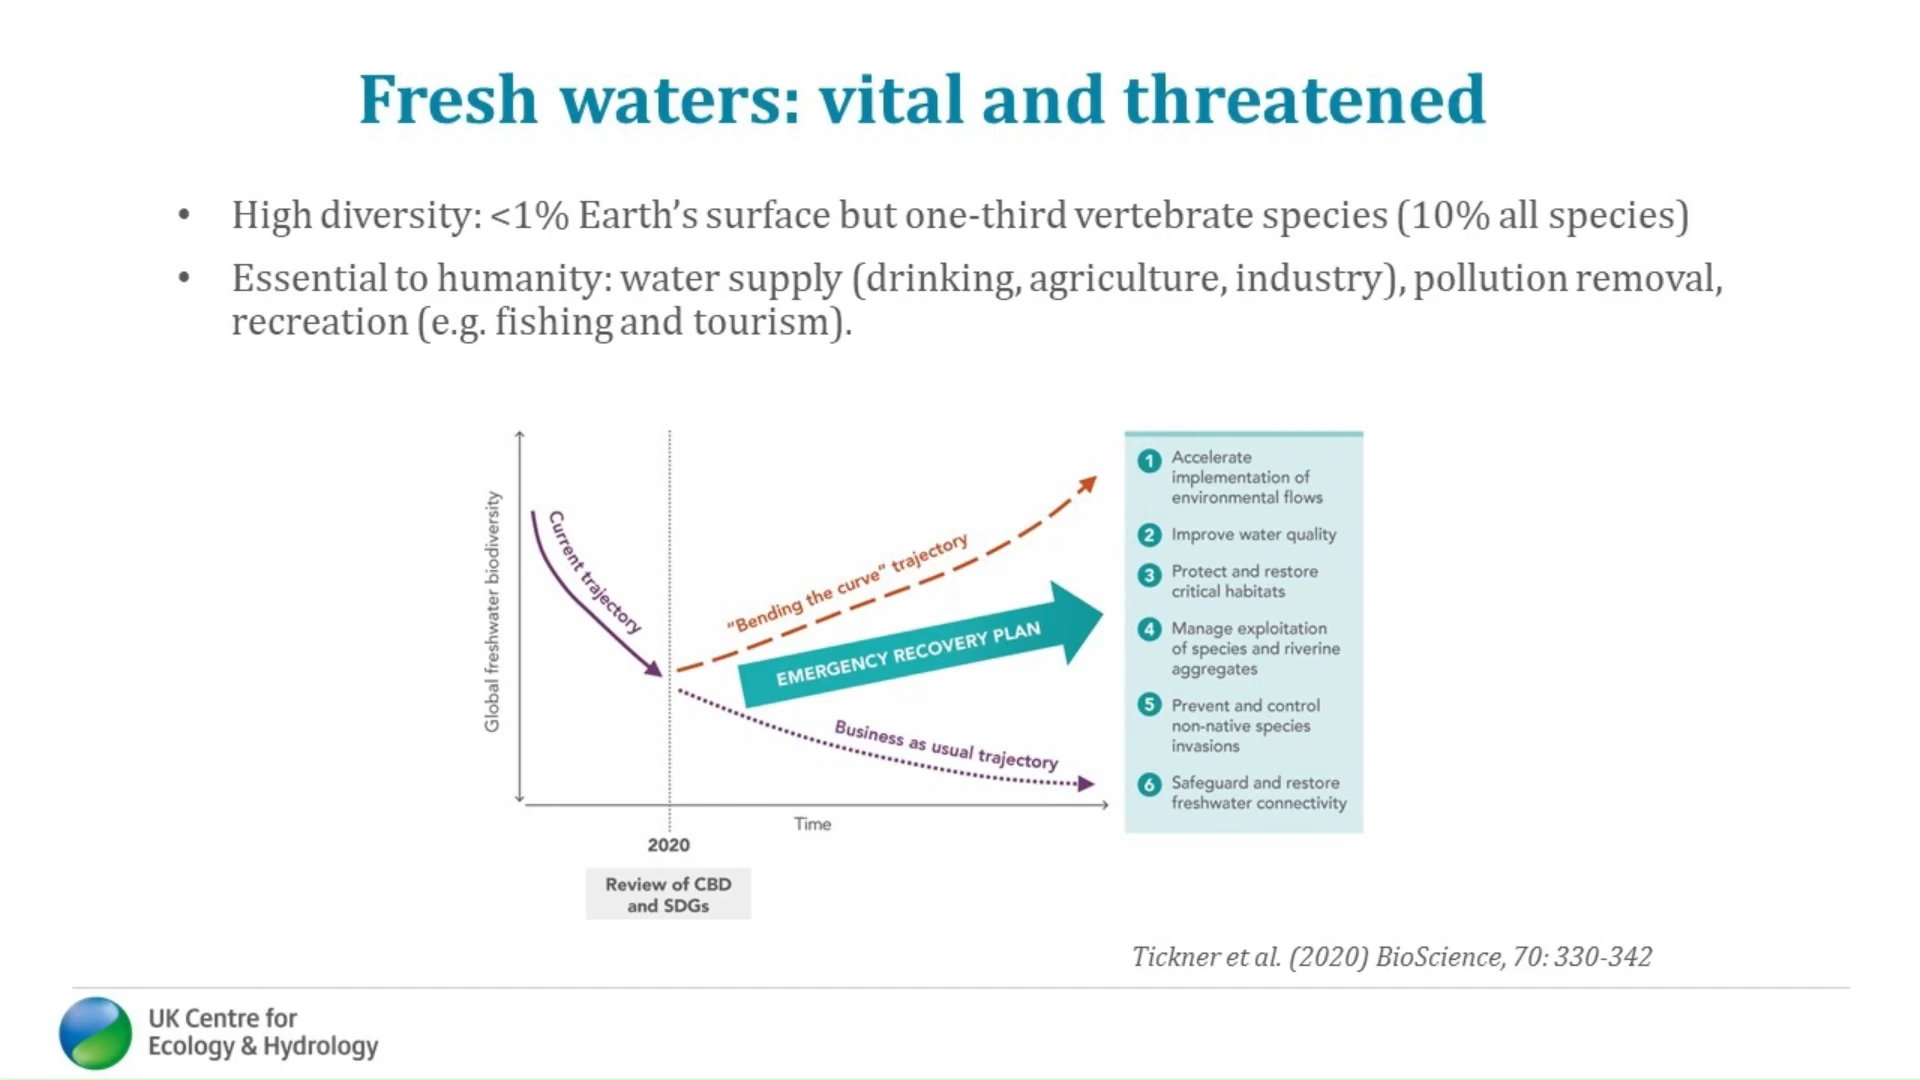 Fresh waters: vital and threatened
• High diversity: <1% Earth's surface but one-third vertebrate species (10% all species)
• Essential to humanity: water supply (drinking, agriculture, industry), pollution removal,
recreation (e.g. fishing and tourism).
Global freshwater biodiversity
Current trajectory
"Bending the curve" trajectory
EMERGENCY RECOVERY PLAN
Business as usual trajectory
Time
2020
Review of CBD
and SDGs
1 Accelerate
implementation of
environmental flows
2 Improve water quality
3 Protect and restore
critical habitats
4 Manage exploitation
of species and riverine
aggregates
5 Prevent and control
non-native species
invasions
6 Safeguard and restore
freshwater connectivity
Tickner et al. (2020) BioScience, 70: 330-342
UK Centre for
Ecology & Hydrology